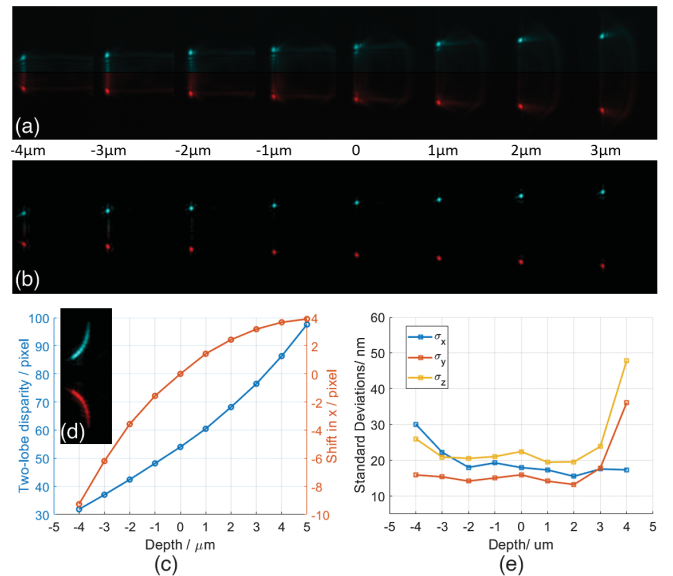 (a)
-4μm -3μm -2μm -1μm 0 1μm 2μm 3μm
(b)
100
90
80
70
60
50
40
30
Two-lobe disparity / pixel
(d)
4
2
0
-2
-4
-6
-8
-10
Shift in x / pixel
-5 -4 -3 -2 -1 0 1 2 3 4 5
Depth / μm
(c)
60
50
40
30
20
10
Standard Deviations/ nm
σx
σy
σz
-5 -4 -3 -2 -1 0 1 2 3 4 5
Depth/ um
(e)